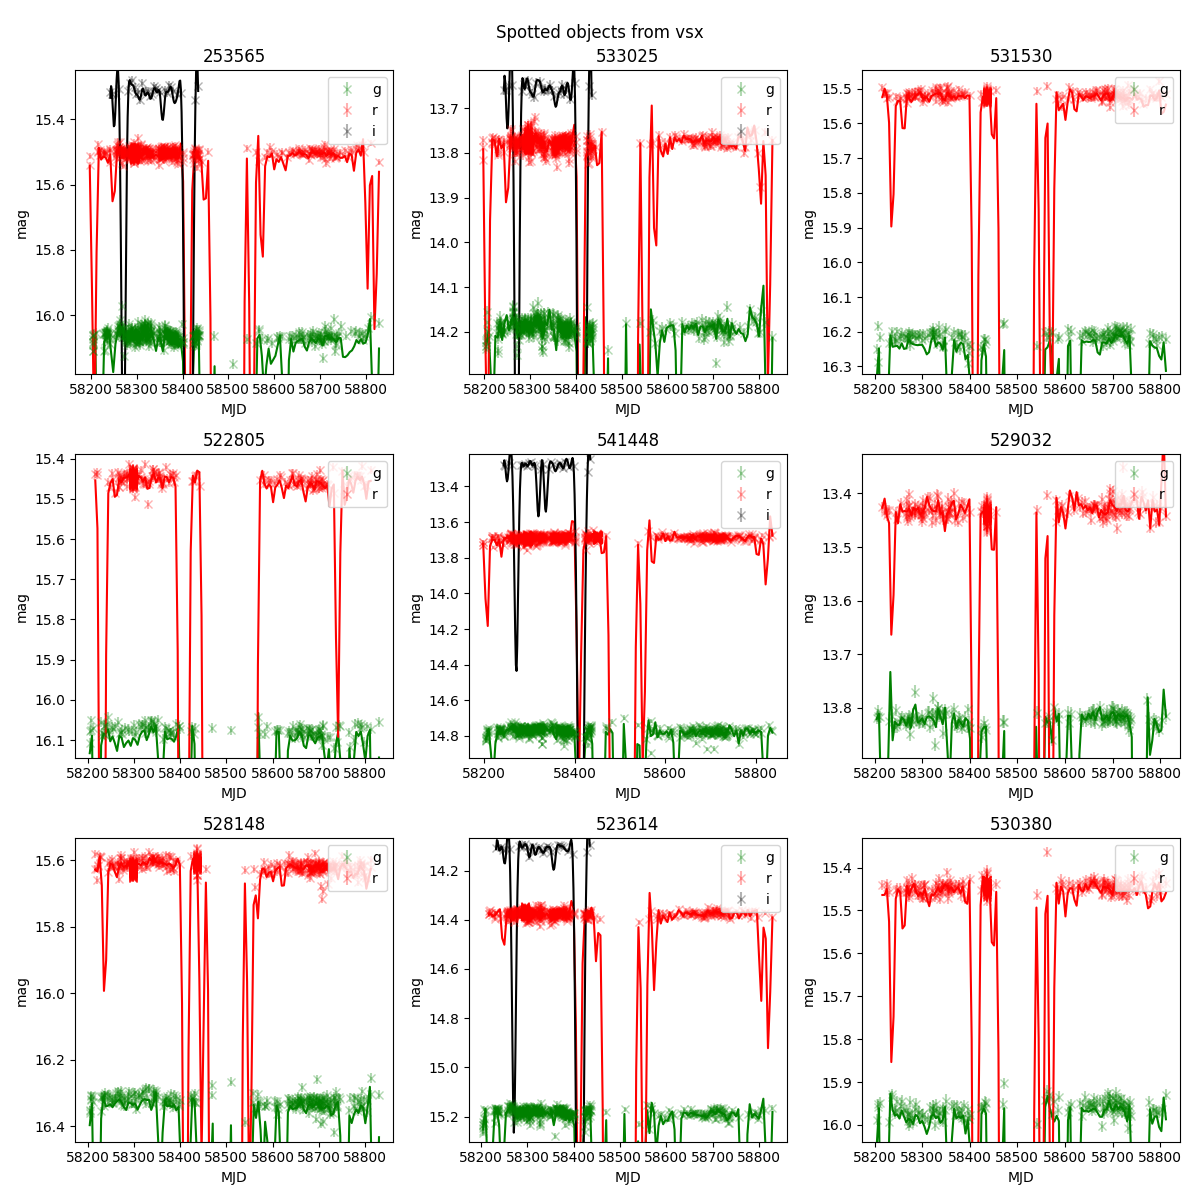 Spotted objects from vsx
253565
533025
531530
mag
15.4
15.6
15.8
16.0
58200 58300 58400 58500 58600 58700 58800
MJD
g
r
i
mag
13.7
13.8
13.9
14.0
14.1
14.2
58200 58300 58400 58500 58600 58700 58800
MJD
g
r
i
mag
15.5
15.6
15.7
15.8
15.9
16.0
16.1
16.2
16.3
58200 58300 58400 58500 58600 58700 58800
MJD
g
r
522805
541448
529032
mag
15.4
15.5
15.6
15.7
15.8
15.9
16.0
16.1
58200 58300 58400 58500 58600 58700 58800
MJD
g
r
mag
13.4
13.6
13.8
14.0
14.2
14.4
14.6
14.8
58200 58400 58600 58800
MJD
g
r
i
mag
13.4
13.5
13.6
13.7
13.8
58200 58300 58400 58500 58600 58700 58800
MJD
g
r
528148
523614
530380
mag
15.6
15.8
16.0
16.2
16.4
58200 58300 58400 58500 58600 58700 58800
MJD
g
r
mag
14.2
14.4
14.6
14.8
15.0
15.2
58200 58300 58400 58500 58600 58700 58800
MJD
g
r
i
mag
15.4
15.5
15.6
15.7
15.8
15.9
16.0
58200 58300 58400 58500 58600 58700 58800
MJD
g
r